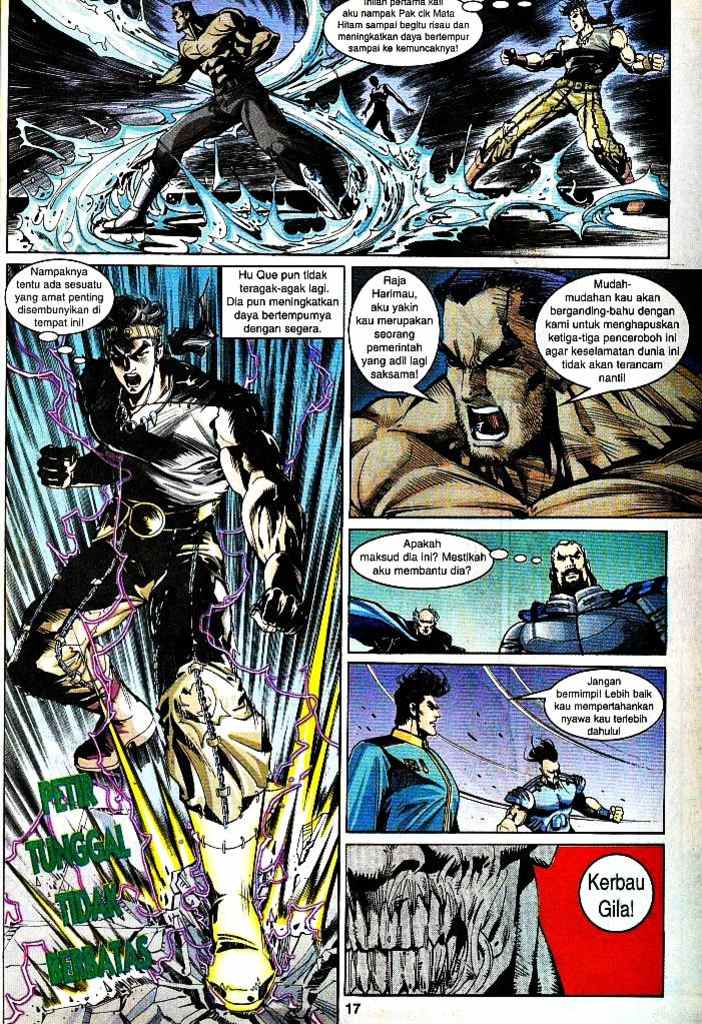 Inilah pertama kali
aku nampak Pak cik Mata
Hitam sampai begitu risau dan
meningkatkan daya bertempur
sampai ke kemuncaknya!
Nampaknya
tentu ada sesuatu
yang amat penting
disembunyikan di
tempat ini!
Hu Que pun tidak
teragak-agak lagi.
Dia pun meningkatkan
daya bertempurnya
dengan segera.
PETIR
TUNGGAL
TIDAK
BERBATAS
Raja
Harimau,
aku yakin
kau merupakan
seorang
pemerintah
yang adil lagi
saksama!
Mudah-
mudahan kau akan
berganding-bahu dengan
kami untuk menghapuskan
ketiga-tiga penceroboh ini
agar keselamatan dunia ini
tidak akan terancam
nanti!
Apakah
maksud dia ini? Mestikah
aku membantu dia?
Jangan
bermimpi! Lebih baik
kau mempertahankan
nyawa kau terlebih
dahulu!
Kerbau
Gila!
17